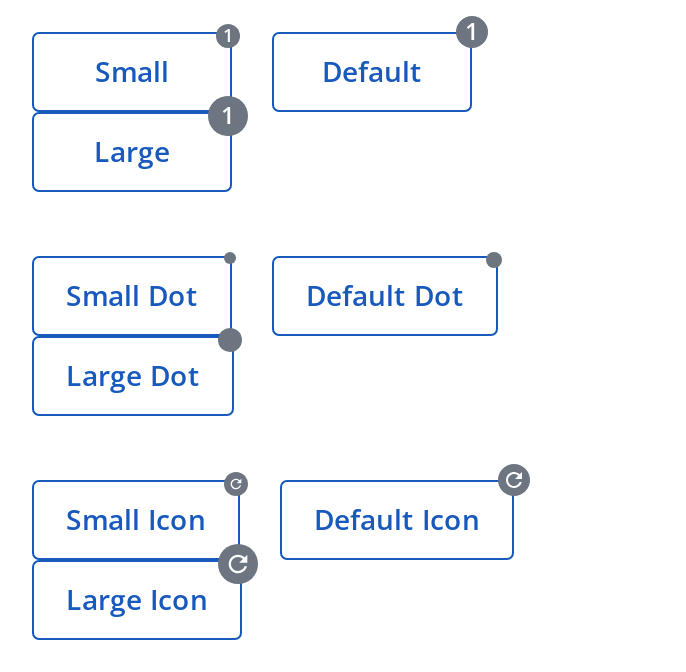 1
1
Small
Default
1
Large
Small Dot
Default Dot
Large Dot
Small Icon
Default Icon
Large Icon